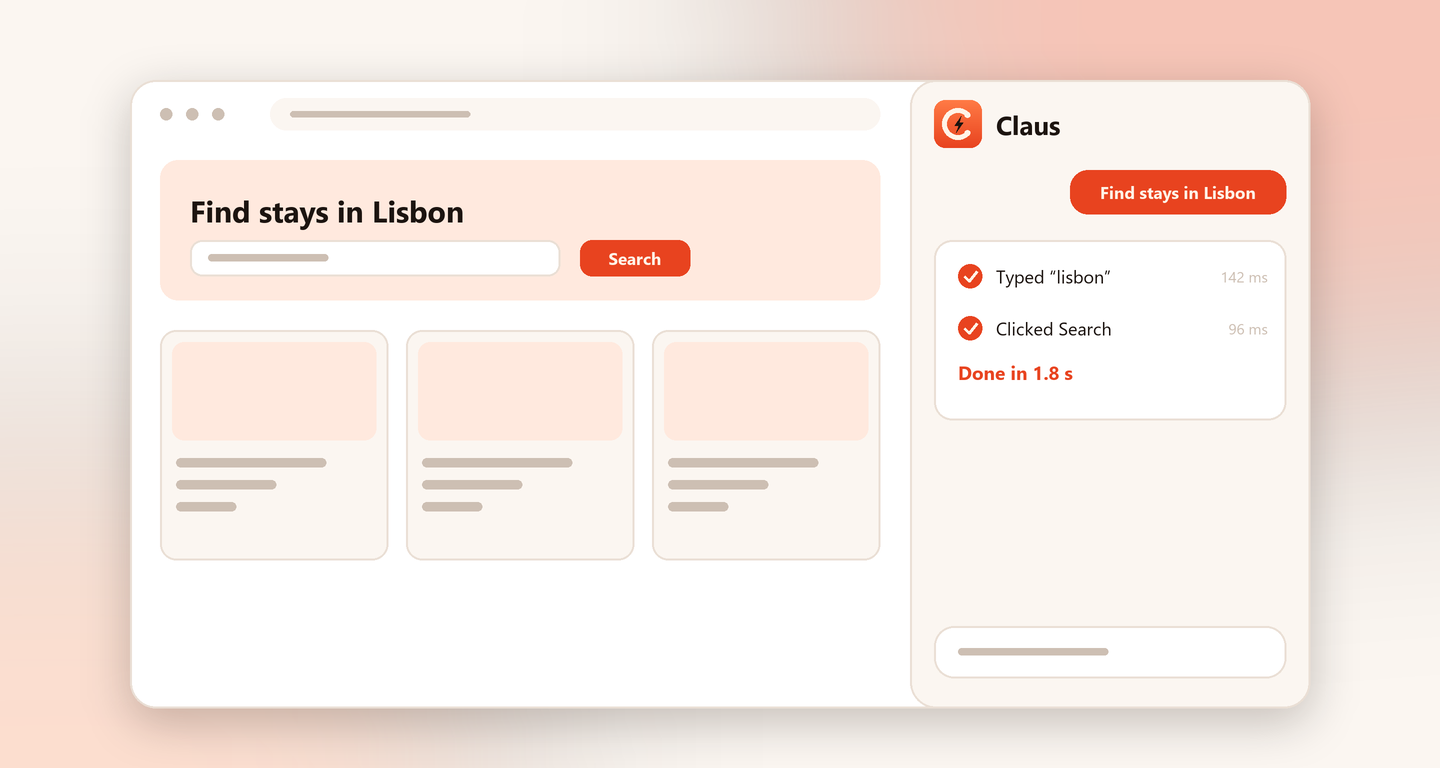 Find stays in Lisbon
Search
Claus
Find stays in Lisbon
Typed “lisbon” 142 ms
Clicked Search 96 ms
Done in 1.8 s